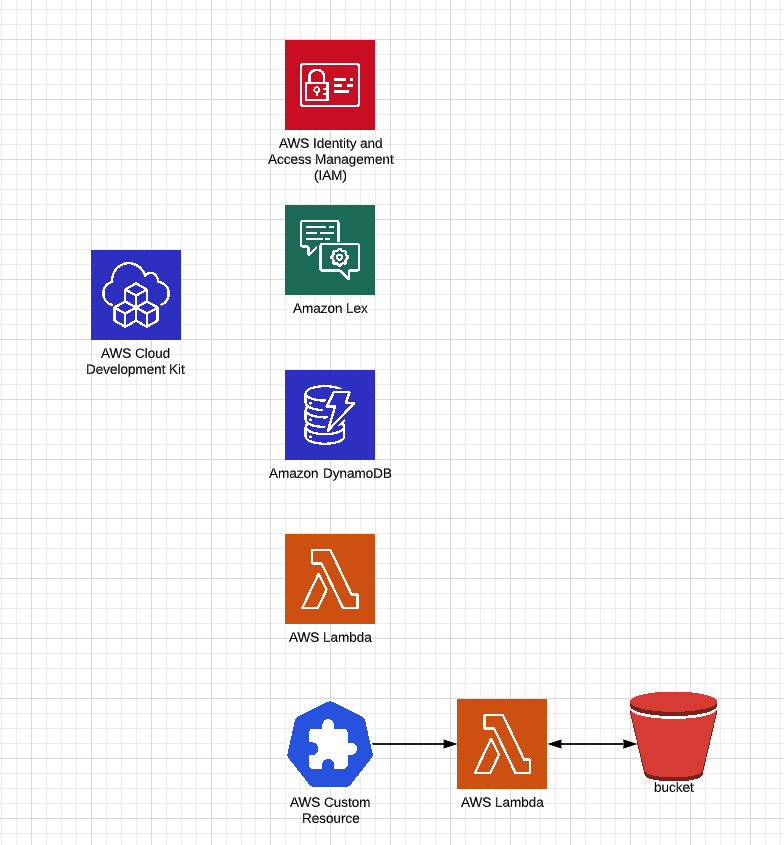 AWS Identity and
Access Management
(IAM)
Amazon Lex
AWS Cloud
Development Kit
Amazon DynamoDB
AWS Lambda
AWS Custom
Resource
AWS Lambda
bucket